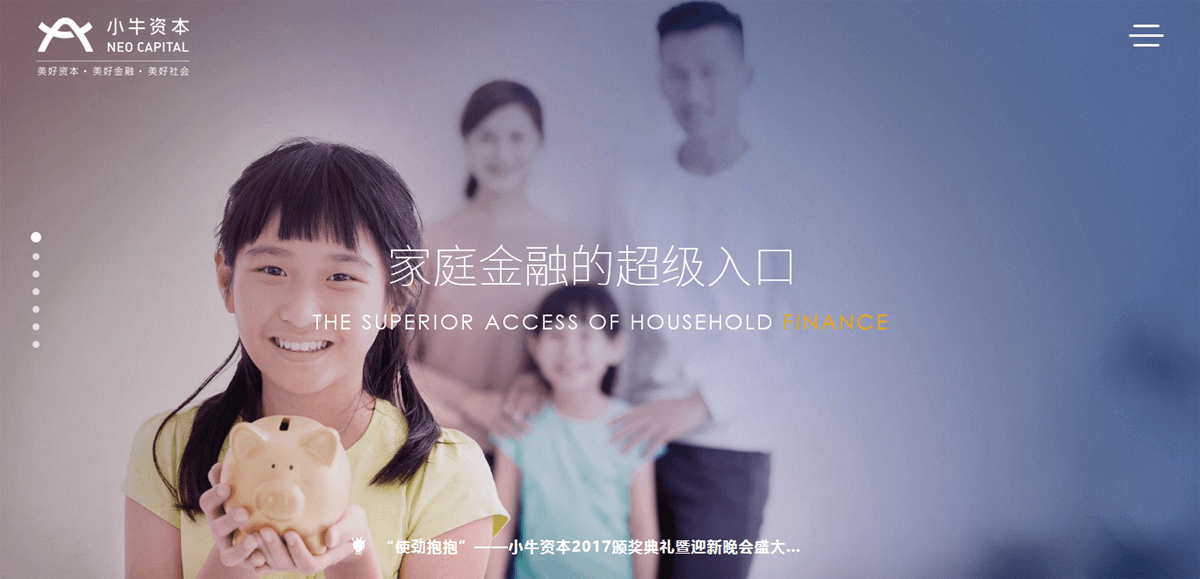 小牛资本
NEO CAPITAL
美好资本·美好金融·美好社会
家庭金融的超级入口
THE SUPERIOR ACCESS OF HOUSEHOLD FINANCE
“使劲抱抱”——小牛资本2017颁奖典礼暨迎新晚会盛大...